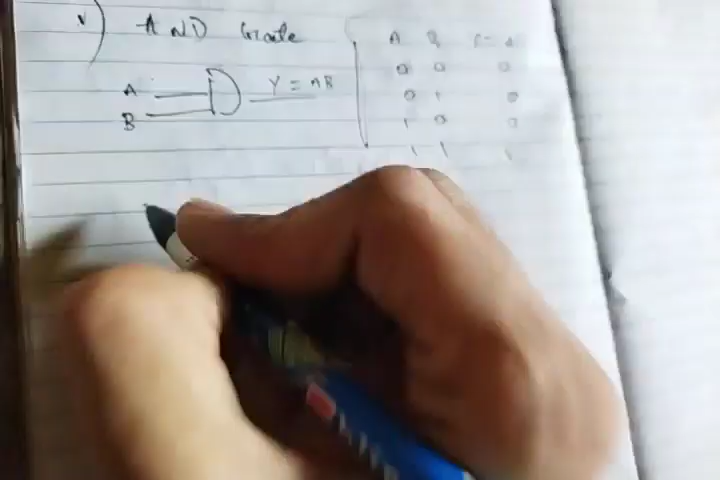 v) AND Gate
A B
0 0 0
0 1 0
1 0 0
1 1 1
A
Y = AB
B